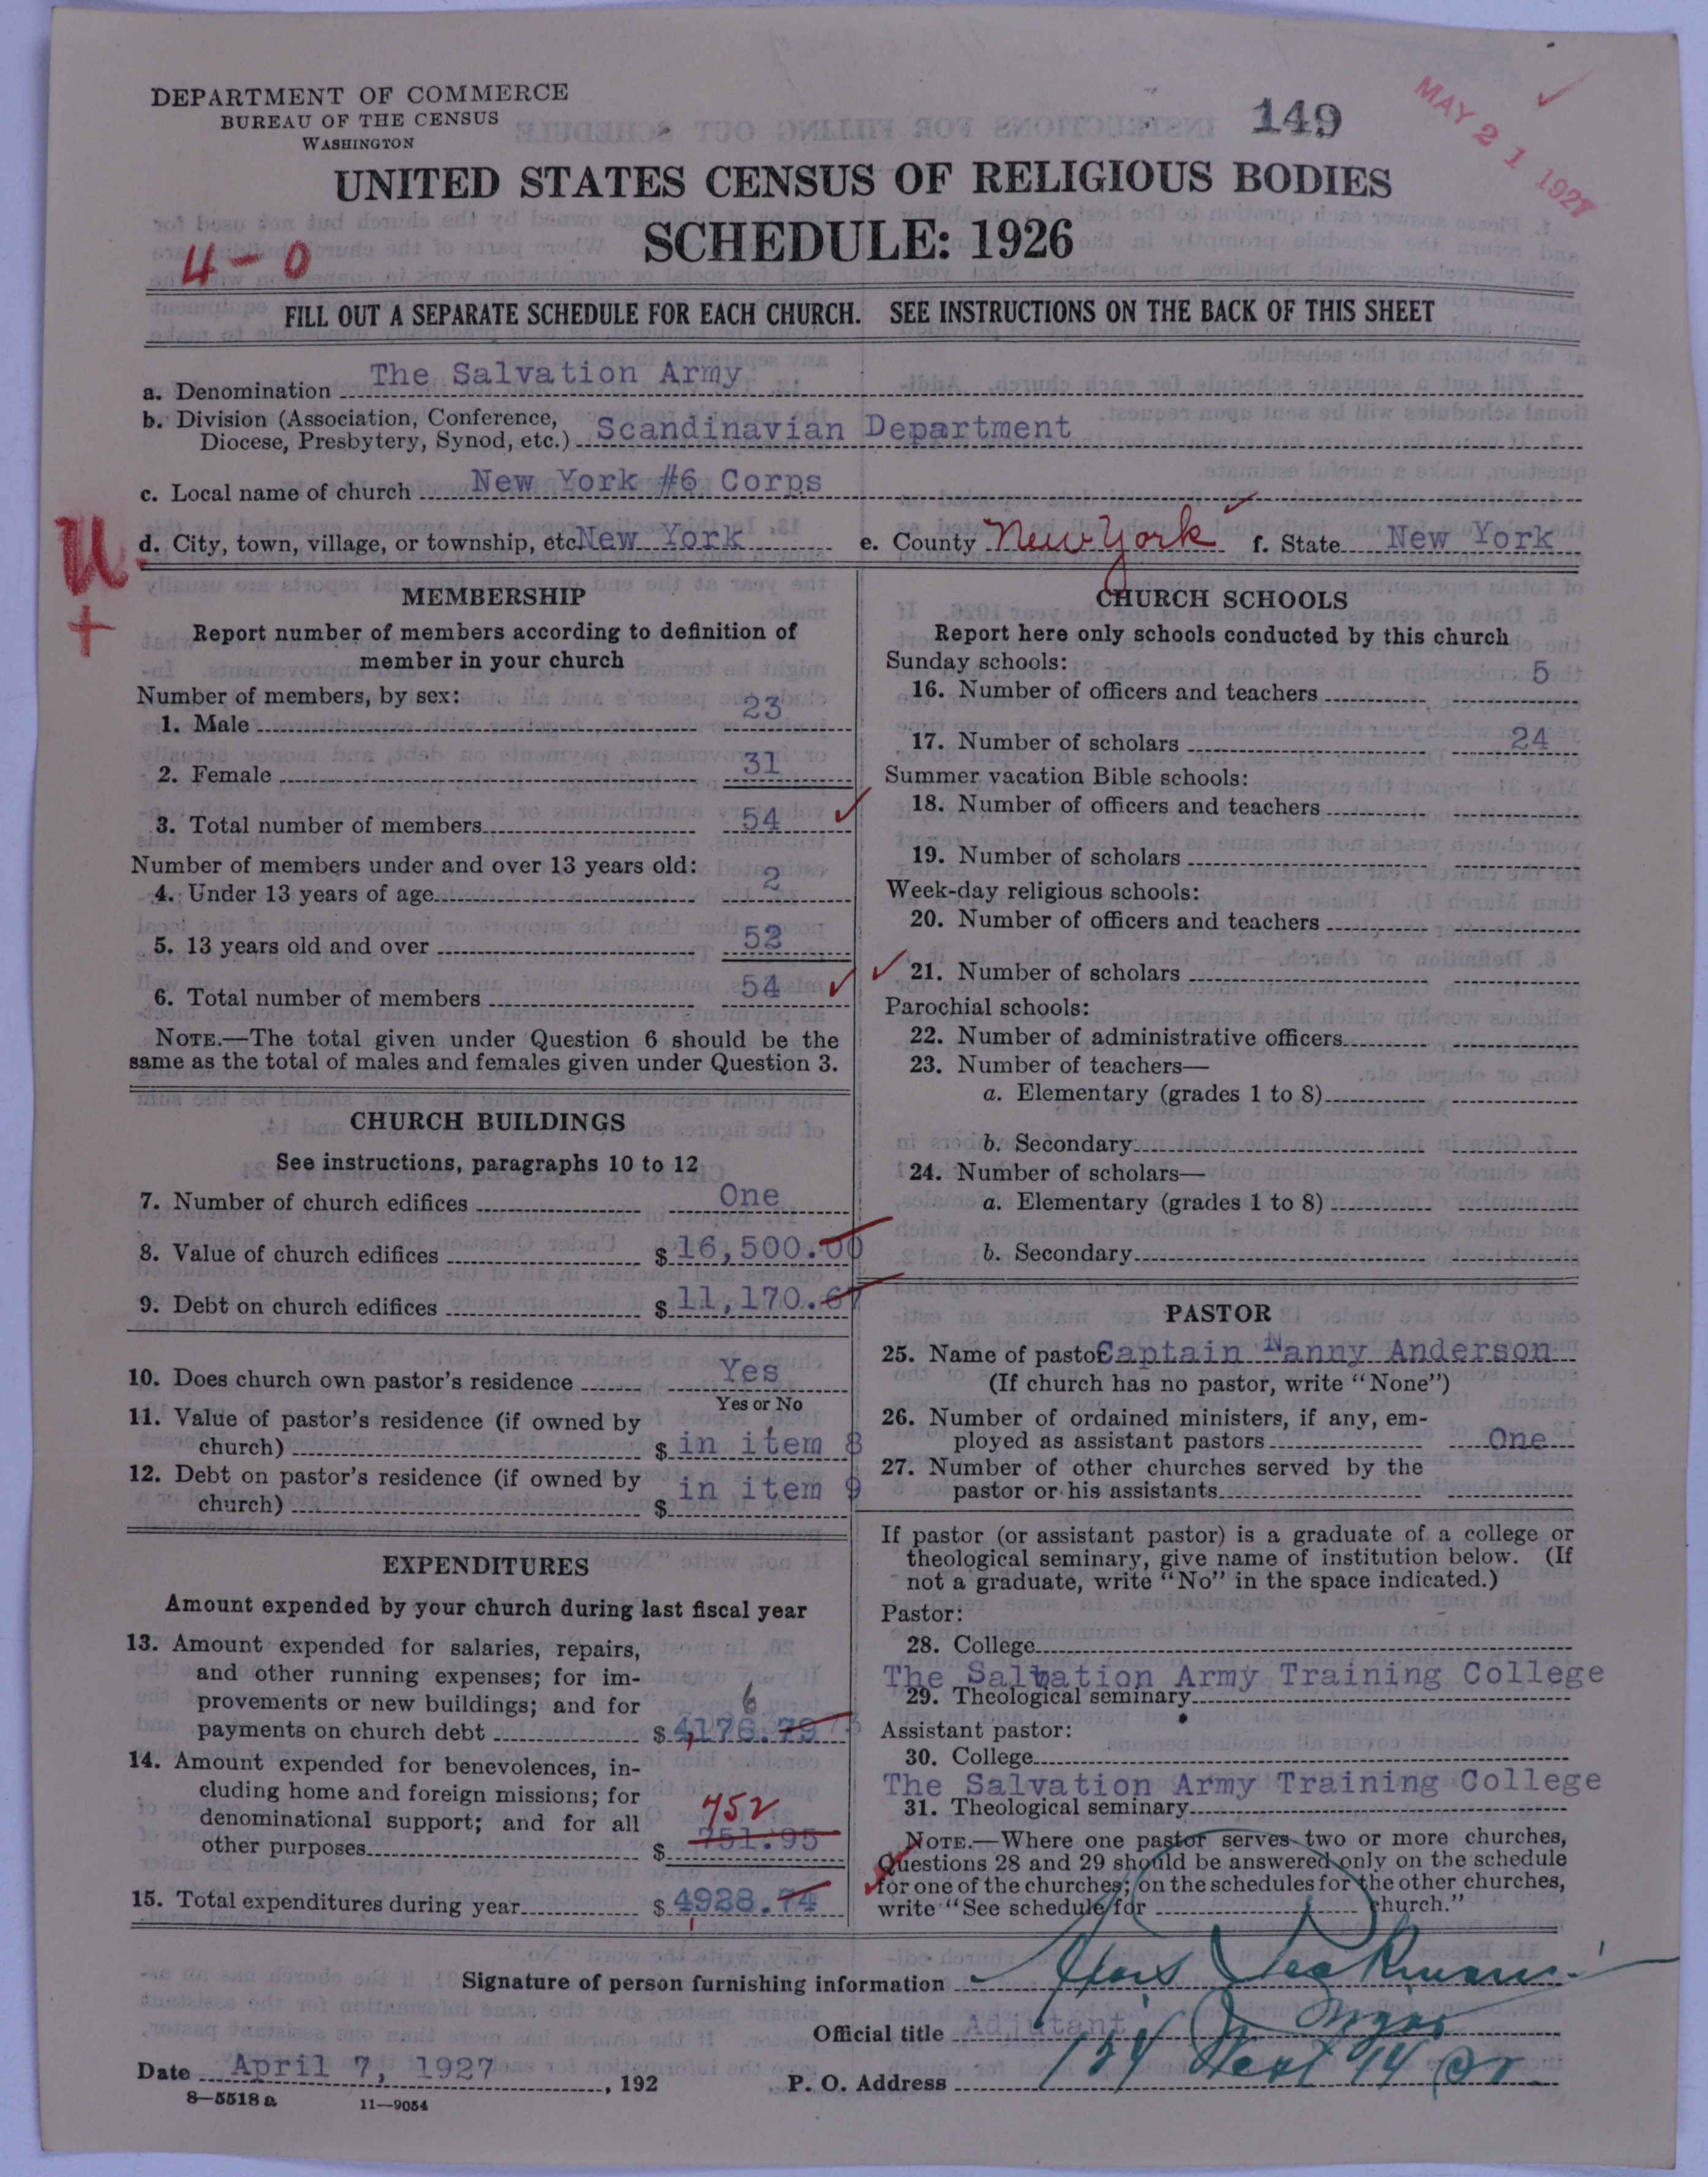 DEPARTMENT OF COMMERCE
BUREAU OF THE CENSUS
WASHINGTON
149
MAY 21 1927
UNITED STATES CENSUS OF RELIGIOUS BODIES
SCHEDULE: 1926
4-0
FILL OUT A SEPARATE SCHEDULE FOR EACH CHURCH. SEE INSTRUCTIONS ON THE BACK OF THIS SHEET
a. Denomination The Salvation Army
b. Division (Association, Conference,
Diocese, Presbytery, Synod, etc.) Scandinavian Department
c. Local name of church New York #6 Corps
d. City, town, village, or township, etc. New York e. County New York f. State New York
U
+
MEMBERSHIP
Report number of members according to definition of
member in your church
Number of members, by sex:
1. Male 23
2. Female 31
3. Total number of members 54
Number of members under and over 13 years old:
4. Under 13 years of age 2
5. 13 years old and over 52
6. Total number of members 54
NOTE.—The total given under Question 6 should be the
same as the total of males and females given under Question 3.
CHURCH BUILDINGS
See instructions, paragraphs 10 to 12
7. Number of church edifices One
8. Value of church edifices $ 16,500.00
9. Debt on church edifices $ 11,170.67
10. Does church own pastor's residence Yes
Yes or No
11. Value of pastor's residence (if owned by
church) $ in item 8
12. Debt on pastor's residence (if owned by
church) $ in item 9
EXPENDITURES
Amount expended by your church during last fiscal year
13. Amount expended for salaries, repairs,
and other running expenses; for im-
provements or new buildings; and for
6
payments on church debt $ 4,176.79
14. Amount expended for benevolences, in-
cluding home and foreign missions; for
denominational support; and for all
752
other purposes $ 751.95
15. Total expenditures during year $ 4928.74
CHURCH SCHOOLS
Report here only schools conducted by this church
Sunday schools:
16. Number of officers and teachers 5
17. Number of scholars 24
Summer vacation Bible schools:
18. Number of officers and teachers
19. Number of scholars
Week-day religious schools:
20. Number of officers and teachers
21. Number of scholars
Parochial schools:
22. Number of administrative officers
23. Number of teachers—
a. Elementary (grades 1 to 8)
b. Secondary
24. Number of scholars—
a. Elementary (grades 1 to 8)
b. Secondary
PASTOR
25. Name of pastor Captain Nanny Anderson
(If church has no pastor, write "None")
26. Number of ordained ministers, if any, em-
ployed as assistant pastors One
27. Number of other churches served by the
pastor or his assistants
If pastor (or assistant pastor) is a graduate of a college or
theological seminary, give name of institution below. (If
not a graduate, write "No" in the space indicated.)
Pastor:
28. College
The Salvation Army Training College
29. Theological seminary
Assistant pastor:
30. College
The Salvation Army Training College
31. Theological seminary
NOTE.—Where one pastor serves two or more churches,
Questions 28 and 29 should be answered only on the schedule
for one of the churches; on the schedules for the other churches,
write "See schedule for church."
Signature of person furnishing information
Official title Adjutant
Date April 7, 1927, 192 P. O. Address
8—5518 a 11—9054